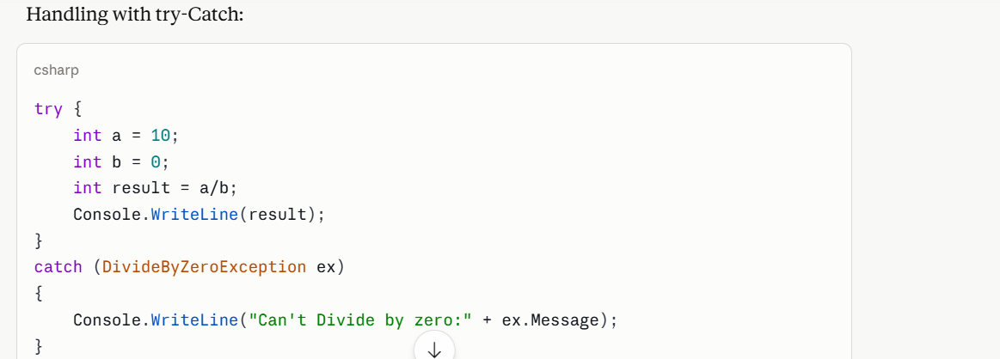 Handling with try-Catch:
csharp
try {
    int a = 10;
    int b = 0;
    int result = a/b;
    Console.WriteLine(result);
}
catch (DivideByZeroException ex)
{
    Console.WriteLine("Can't Divide by zero:" + ex.Message);
}